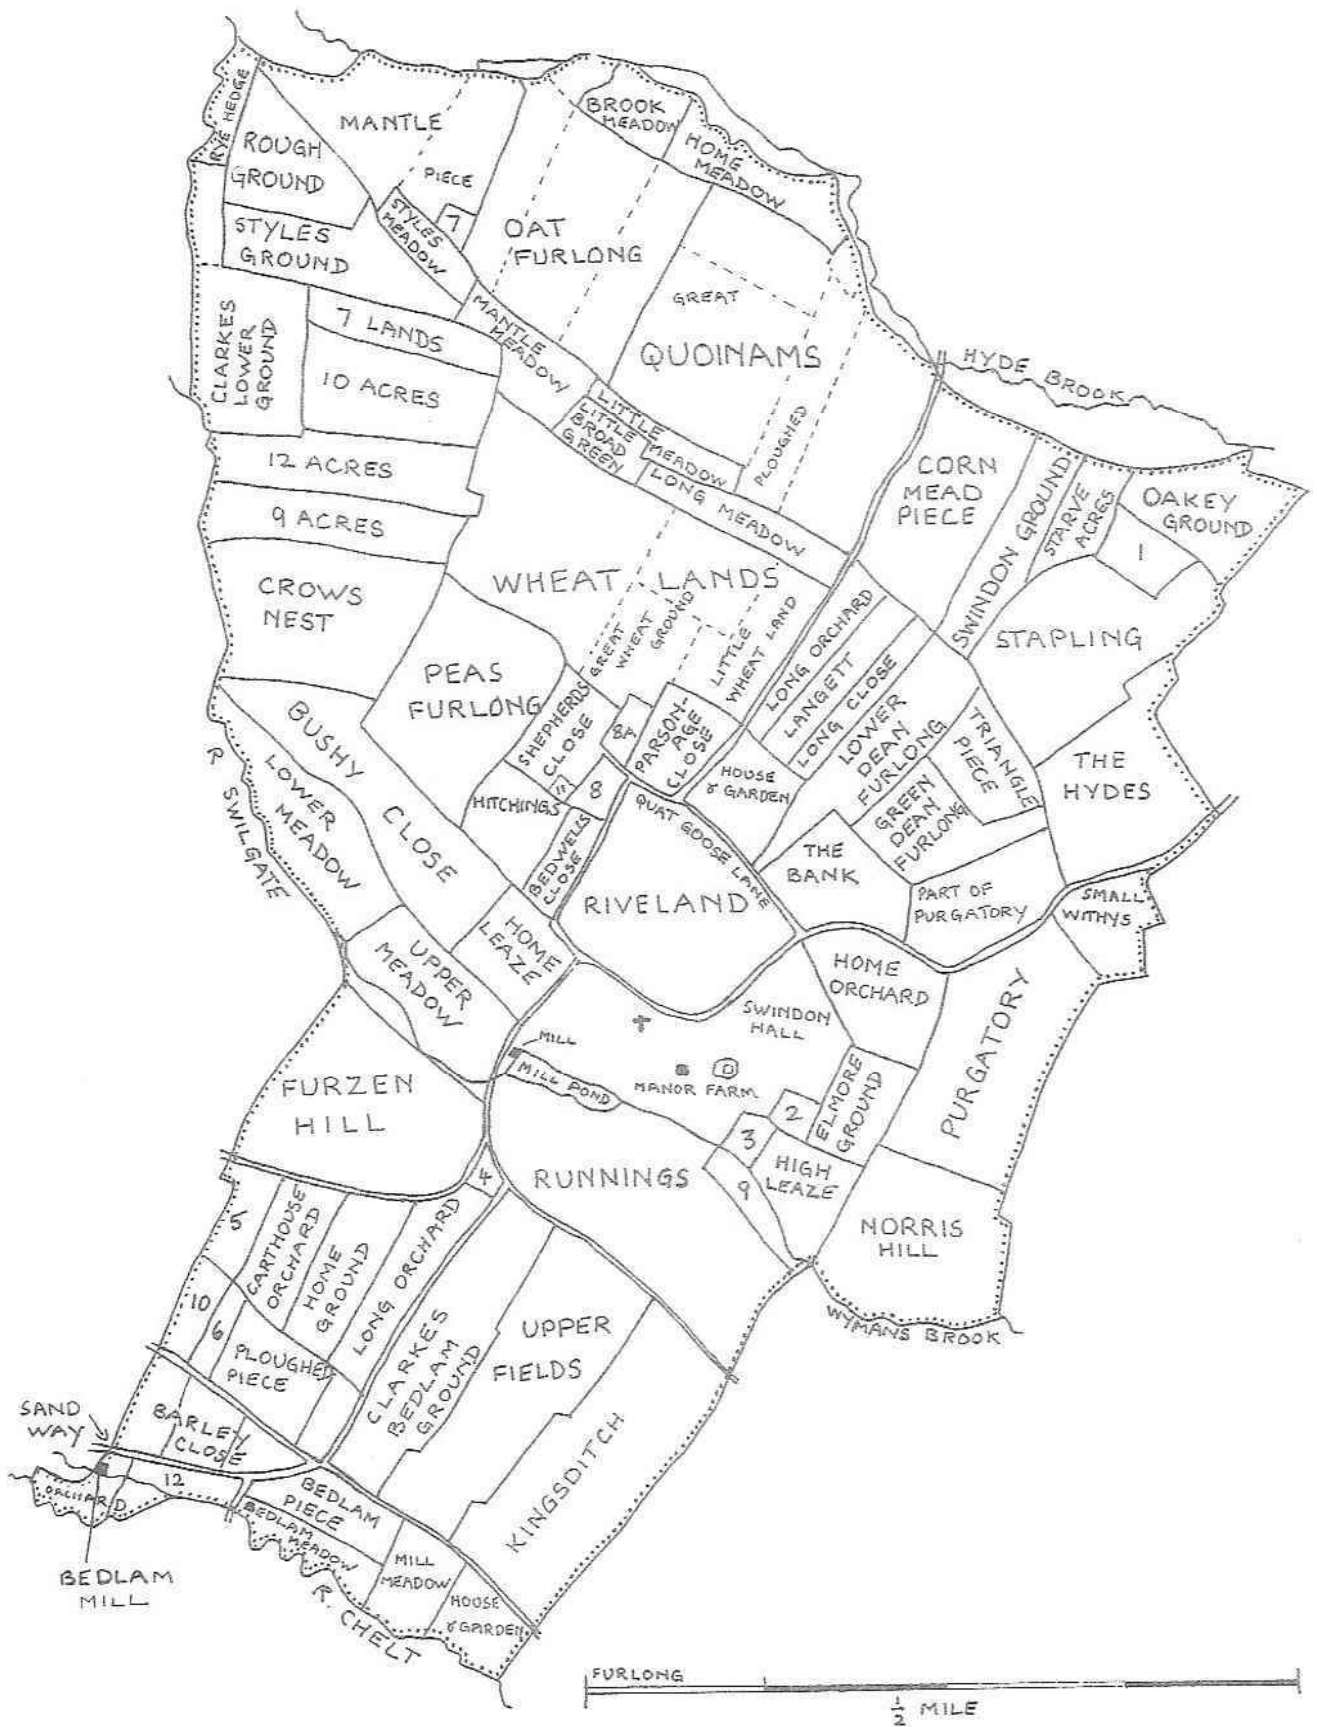 RYE HEDGE
MANTLE
PIECE
ROUGH
GROUND
STYLES
GROUND
STYLES
MEADOW
7
OAT
FURLONG
BROOK
MEADOW
HOME
MEADOW
GREAT
QUOINAMS
PLOUGHED
HYDE BROOK
CLARKES
LOWER
GROUND
7 LANDS
10 ACRES
MANTLE
MEADOW
LITTLE
MEADOW
LITTLE
BROAD
GREEN
LONG MEADOW
12 ACRES
9 ACRES
CROWS
NEST
CORN
MEAD
PIECE
SWINDON GROUND
STARVE
ACRES
OAKEY
GROUND
1
STAPLING
WHEAT LANDS
GREAT
WHEAT
GROUND
LITTLE
WHEAT LAND
PEAS
FURLONG
SHEPHERDS
CLOSE
8A
PARSON-
AGE
CLOSE
LONG ORCHARD
LANGETT
LONG CLOSE
LOWER
DEAN
FURLONG
TRIANGLE
PIECE
GREEN
DEAN
FURLONG
THE
HYDES
BUSHY
CLOSE
LOWER
MEADOW
R. SWILGATE
HITCHINGS
11
8
BEDWELLS
CLOSE
HOUSE
& GARDEN
QUAT GOOSE LANE
RIVELAND
THE
BANK
PART OF
PURGATORY
SMALL
WITHYS
UPPER
MEADOW
HOME
LEAZE
HOME
ORCHARD
SWINDON
HALL
PURGATORY
MILL
MILL POND
MANOR FARM
ELMORE
GROUND
2
3
9
HIGH
LEAZE
NORRIS
HILL
WYMANS BROOK
FURZEN
HILL
RUNNINGS
4
5
CARTHOUSE
ORCHARD
HOME
GROUND
LONG ORCHARD
10
6
PLOUGHED
PIECE
CLARKES
BEDLAM
GROUND
UPPER
FIELDS
KINGSDITCH
SAND
WAY
BARLEY
CLOSE
12
ORCHARD
BEDLAM
PIECE
BEDLAM
MEADOW
MILL
MEADOW
HOUSE
& GARDEN
BEDLAM
MILL
R. CHELT
FURLONG
1/2 MILE